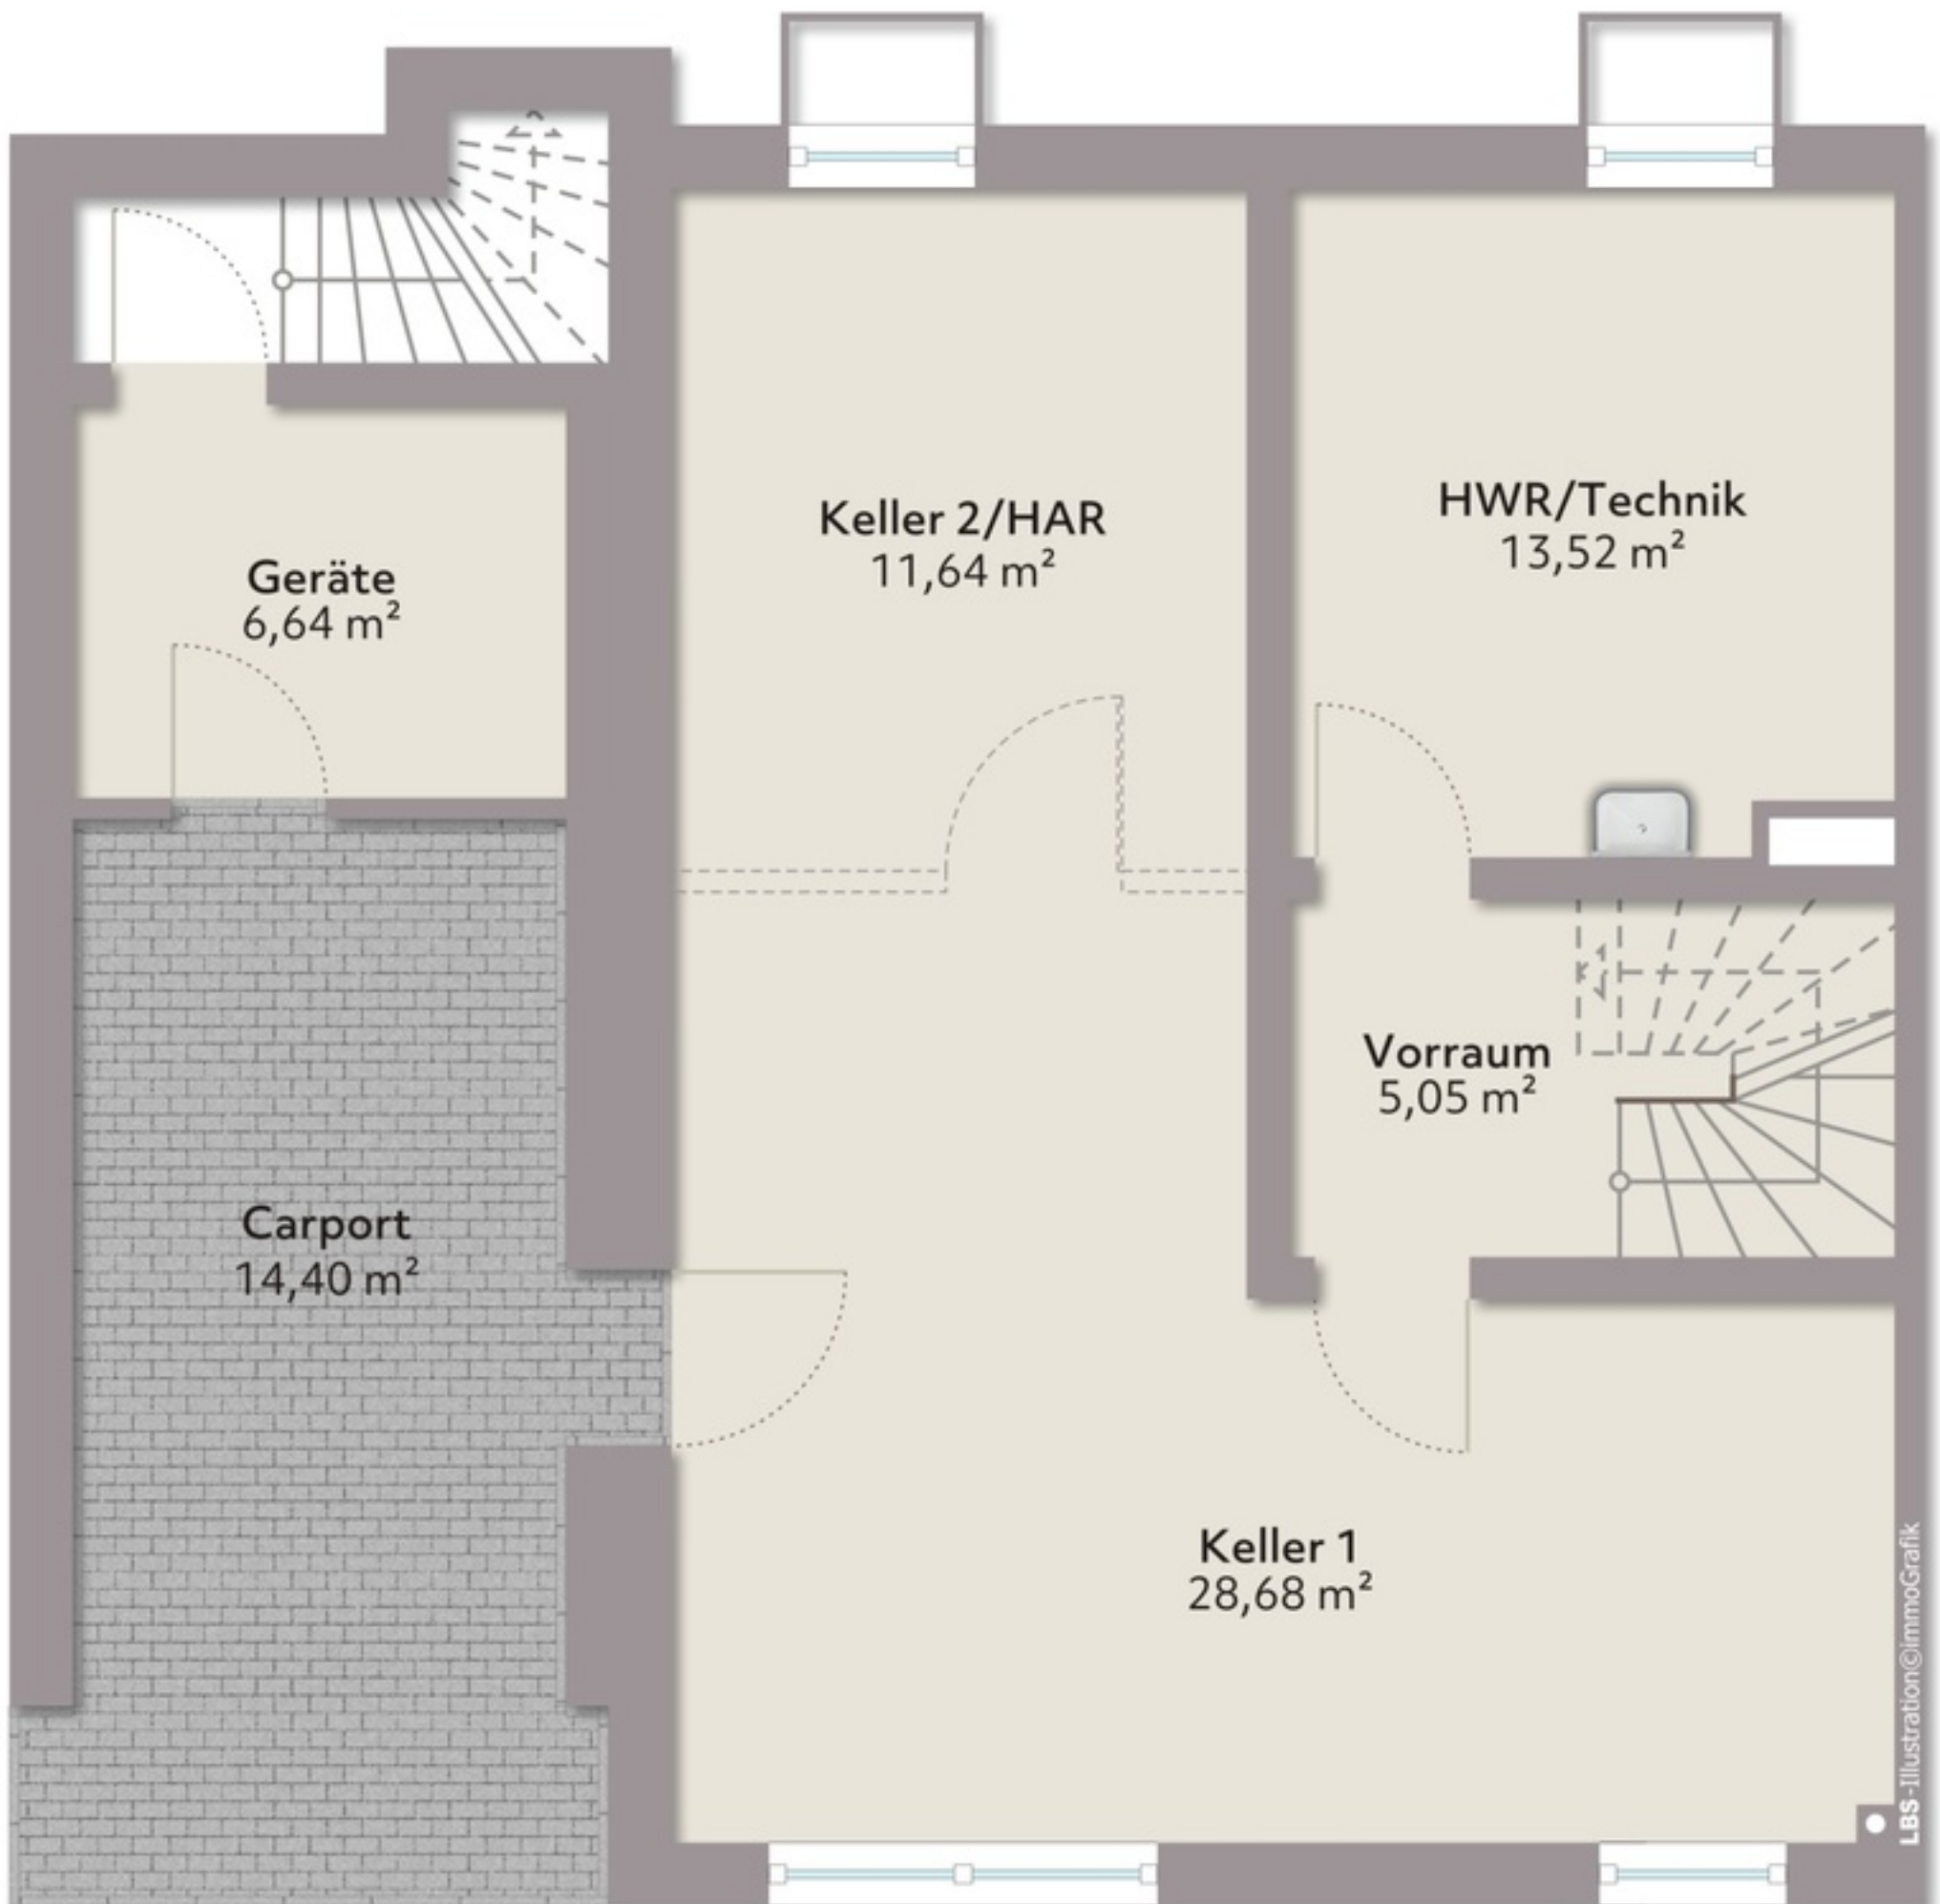 Keller 2/HAR
11,64 m²
HWR/Technik
13,52 m²
Geräte
6,64 m²
Vorraum
5,05 m²
Carport
14,40 m²
Keller 1
28,68 m²
LBS-Illustration©immoGrafik